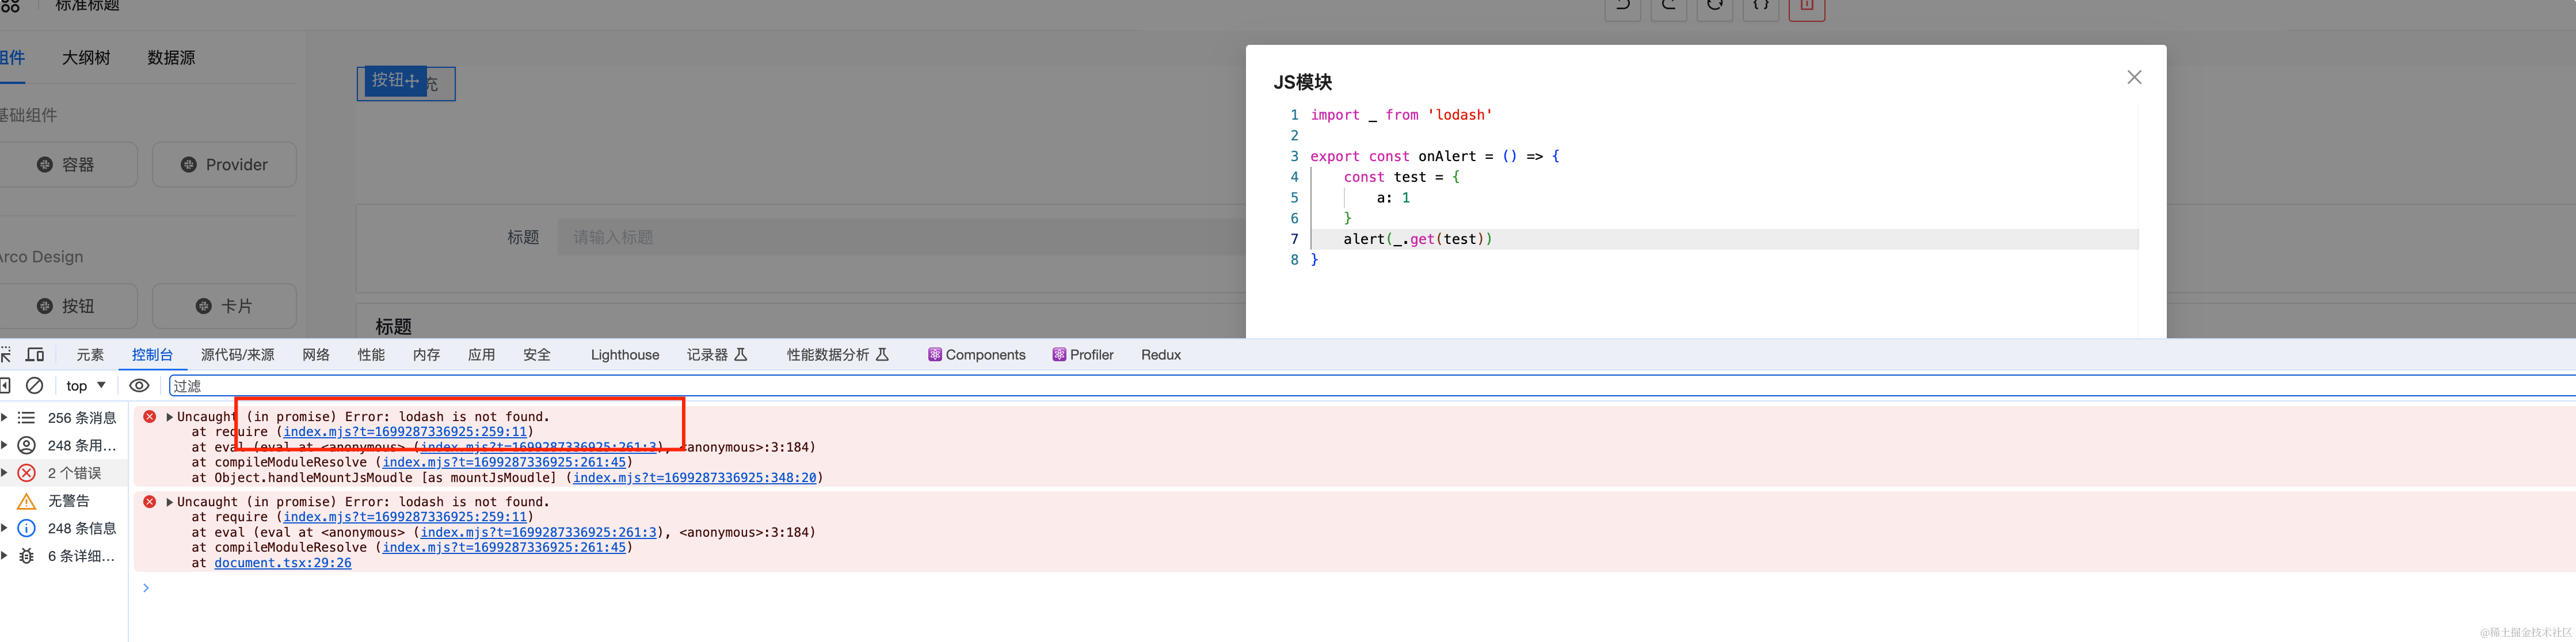 标准标题
组件 大纲树 数据源
基础组件
容器 Provider
Arco Design
按钮 卡片
按钮 充
标题 请输入标题
标题
JS模块
1 import _ from 'lodash'
2
3 export const onAlert = () => {
4 const test = {
5 a: 1
6 }
7 alert(_.get(test))
8 }
元素 控制台 源代码/来源 网络 性能 内存 应用 安全 Lighthouse 记录器 性能数据分析 Components Profiler Redux
top 过滤
256 条消息
248 条用…
2 个错误
无警告
248 条信息
6 条详细…
Uncaught (in promise) Error: lodash is not found.
at require (index.mjs?t=1699287336925:259:11)
at eval (eval at <anonymous> (index.mjs?t=1699287336925:261:3), <anonymous>:3:184)
at compileModuleResolve (index.mjs?t=1699287336925:261:45)
at Object.handleMountJsMoudle [as mountJsMoudle] (index.mjs?t=1699287336925:348:20)
Uncaught (in promise) Error: lodash is not found.
at require (index.mjs?t=1699287336925:259:11)
at eval (eval at <anonymous> (index.mjs?t=1699287336925:261:3), <anonymous>:3:184)
at compileModuleResolve (index.mjs?t=1699287336925:261:45)
at document.tsx:29:26
@稀土掘金技术社区